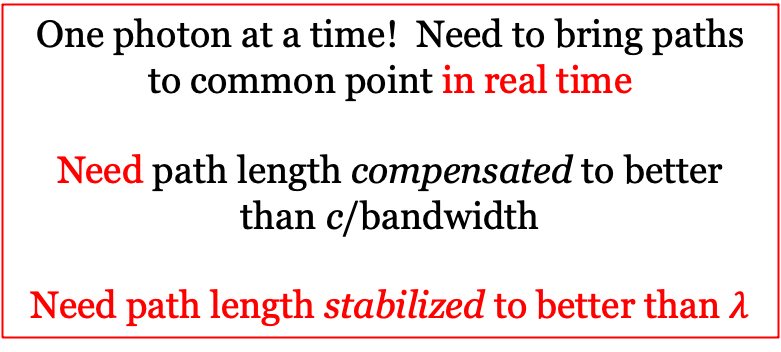 One photon at a time! Need to bring paths
to common point in real time
Need path length compensated to better
than c/bandwidth
Need path length stabilized to better than λ